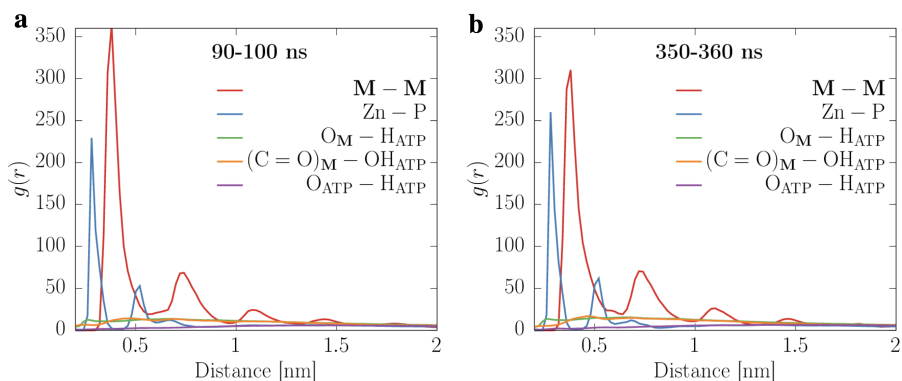 a
90-100 ns
M − M
Zn − P
O_M − H_ATP
(C = O)_M − OH_ATP
O_ATP − H_ATP
g(r)
350
300
250
200
150
100
50
0
0.5 1 1.5 2
Distance [nm]
b
350-360 ns
M − M
Zn − P
O_M − H_ATP
(C = O)_M − OH_ATP
O_ATP − H_ATP
g(r)
350
300
250
200
150
100
50
0
0.5 1 1.5 2
Distance [nm]